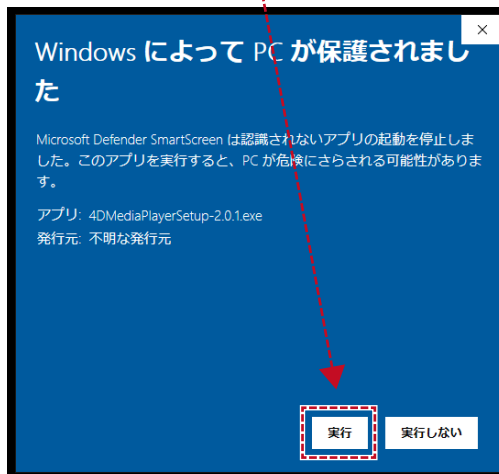 Windows によって PC が保護されまし
た
Microsoft Defender SmartScreen は認識されないアプリの起動を停止しま
した。このアプリを実行すると、PC が危険にさらされる可能性がありま
す。
アプリ: 4DMediaPlayerSetup-2.0.1.exe
発行元: 不明な発行元
実行 実行しない